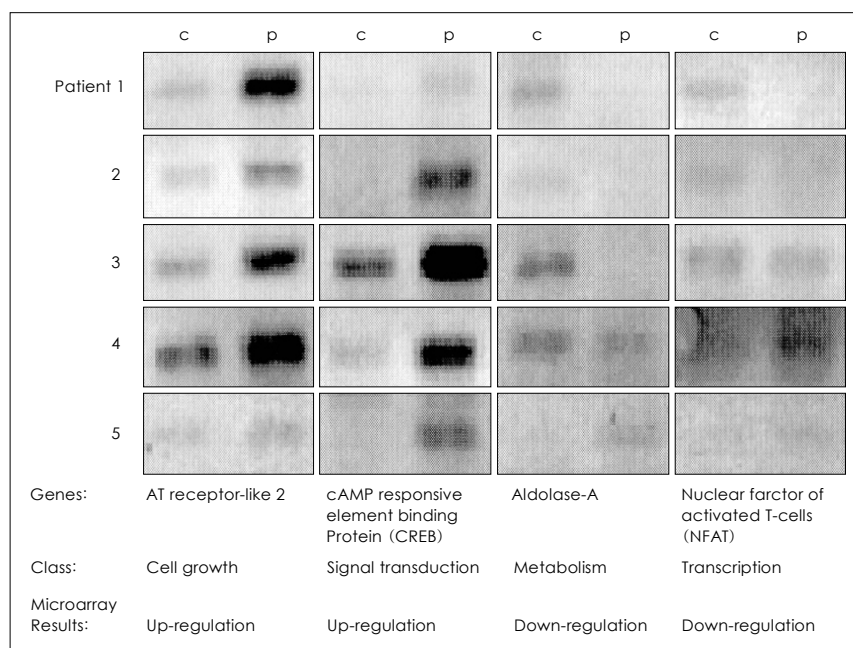 c p c p c p c p
Patient 1
2
3
4
5
Genes: AT receptor-like 2 cAMP responsive element binding Protein (CREB) Aldolase-A Nuclear farctor of activated T-cells (NFAT)
Class: Cell growth Signal transduction Metabolism Transcription
Microarray Results: Up-regulation Up-regulation Down-regulation Down-regulation